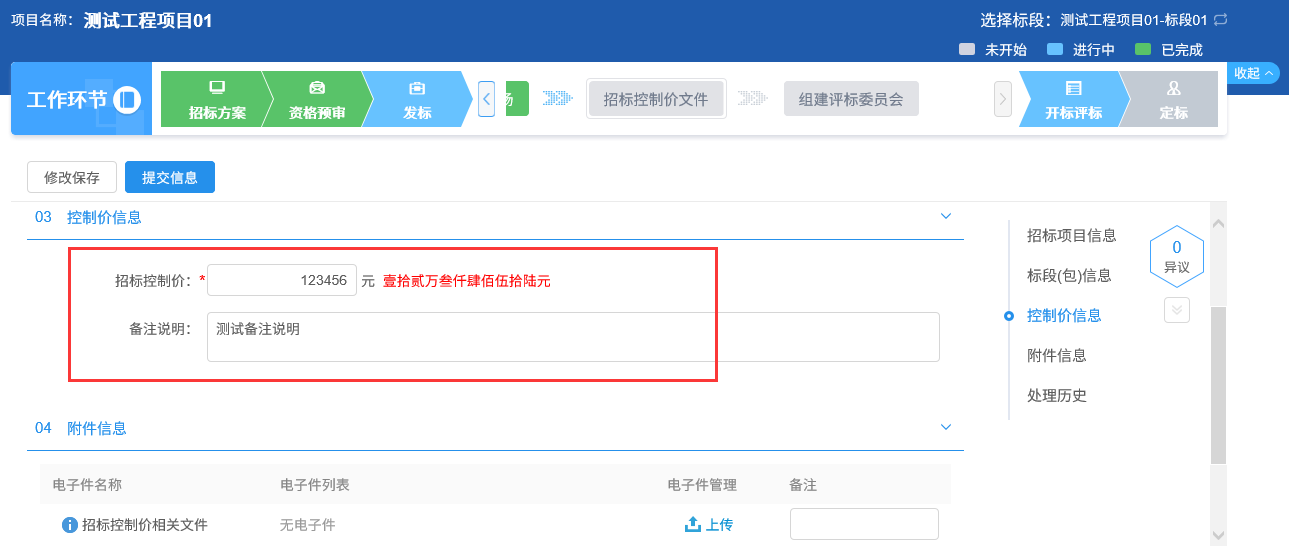 项目名称： 测试工程项目01
选择标段：测试工程项目01-标段01
未开始 进行中 已完成
收起
工作环节
招标方案 资格预审 发标 场 招标控制价文件 组建评标委员会 开标评标 定标
修改保存 提交信息
03 控制价信息
招标控制价：* 123456 元 壹拾贰万叁仟肆佰伍拾陆元
备注说明： 测试备注说明
04 附件信息
电子件名称 电子件列表 电子件管理 备注
招标控制价相关文件 无电子件 上传
招标项目信息
标段(包)信息
控制价信息
附件信息
处理历史
0
异议